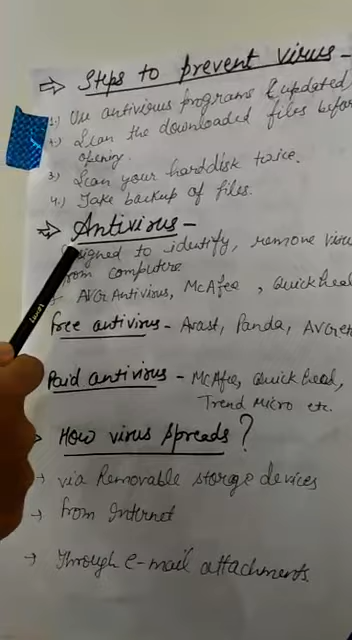 ⇒ Steps to prevent virus -
1.) Use antivirus programs (updated)
2.) Scan the downloaded files before
opening.
3.) Scan your harddisk twice.
4.) Take backup of files.
⇒ Antivirus -
signed to identify, remove virus
from computers
AVG Antivirus, McAfee, Quickheal
Free antivirus - Avast, Panda, AVG etc
Paid antivirus - McAfee, Quick heal,
Trend Micro etc.
How virus spreads?
→ via Removable storage devices
→ from Internet
→ Through e-mail attachments